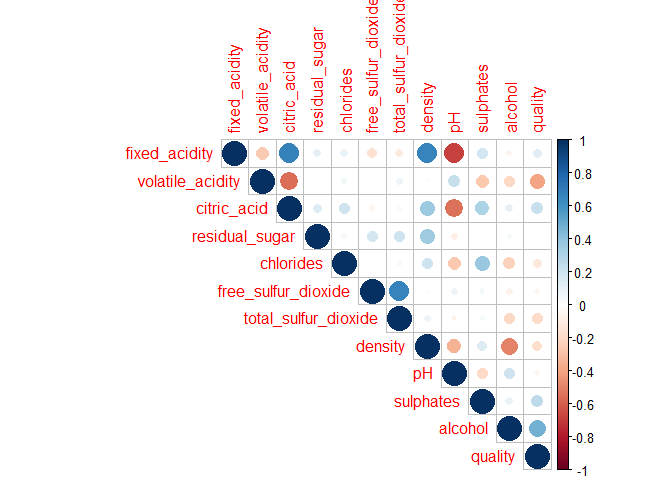 fixed_acidity
volatile_acidity
citric_acid
residual_sugar
chlorides
free_sulfur_dioxide
total_sulfur_dioxide
density
pH
sulphates
alcohol
quality
fixed_acidity
volatile_acidity
citric_acid
residual_sugar
chlorides
free_sulfur_dioxide
total_sulfur_dioxide
density
pH
sulphates
alcohol
quality
1
0.8
0.6
0.4
0.2
0
-0.2
-0.4
-0.6
-0.8
-1